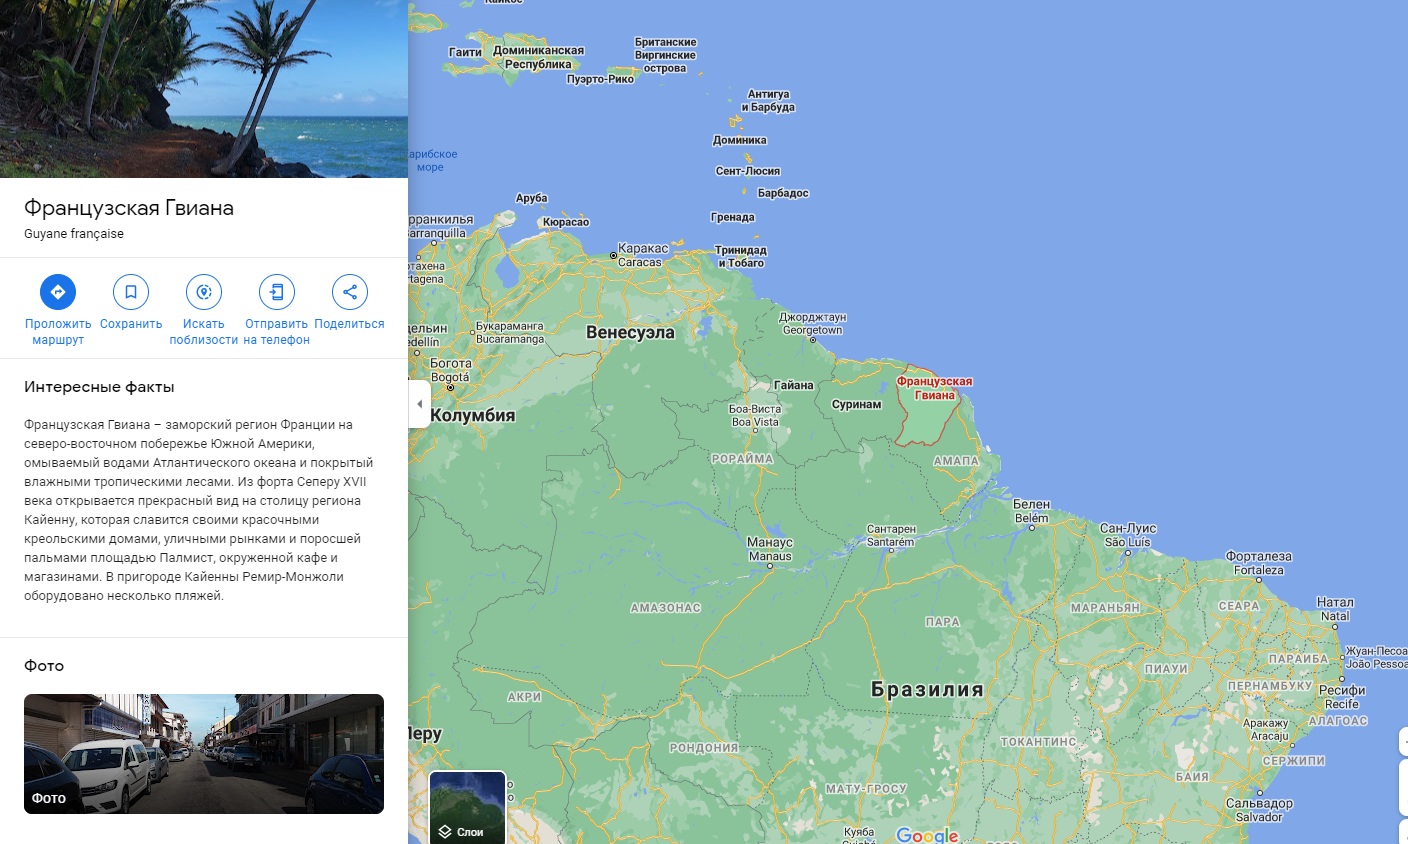 Французская Гвиана
Guyane française
Проложить
маршрут
Сохранить
Искать
поблизости
Отправить
на телефон
Поделиться
Интересные факты
Французская Гвиана – заморский регион Франции на
северо-восточном побережье Южной Америки,
омываемый водами Атлантического океана и покрытый
влажными тропическими лесами. Из форта Сеперу XVII
века открывается прекрасный вид на столицу региона
Кайенну, которая славится своими красочными
креольскими домами, уличными рынками и поросшей
пальмами площадью Палмист, окруженной кафе и
магазинами. В пригороде Кайенны Ремир-Монжоли
оборудовано несколько пляжей.
Фото
Фото
Кайкос
Гаити
Доминиканская
Республика
Британские
Виргинские
острова
Пуэрто-Рико
Антигуа
и Барбуда
Доминика
арибское
море
Сент-Люсия
Барбадос
Аруба
Кюрасао
Гренада
рранкилья
Barranquilla
Каракас
Caracas
Тринидад
и Тобаго
ртахена
rtagena
Букараманга
Bucaramanga
дельин
edellín
Венесуэла
Джорджтаун
Georgetown
Богота
Bogotá
Колумбия
Гайана
Суринам
Французская
Гвиана
Боа-Виста
Boa Vista
РОРАЙМА
АМАПА
Белен
Belém
Сан-Луис
São Luís
Сантарен
Santarém
Манаус
Manaus
Форталеза
Fortaleza
АМАЗОНАС
ПАРА
МАРАНЬЯН
СЕАРА
Натал
Natal
Жуан-Песоа
João Pessoa
ПАРАИБА
ПИАУИ
ПЕРНАМБУКУ
Ресифи
Recife
АКРИ
Бразилия
АЛАГОАС
Аракажу
Aracaju
Перу
РОНДОНИЯ
ТОКАНТИНС
СЕРЖИПИ
БАИЯ
МАТУ-ГРОСУ
Сальвадор
Salvador
Слои
Куяба
Google